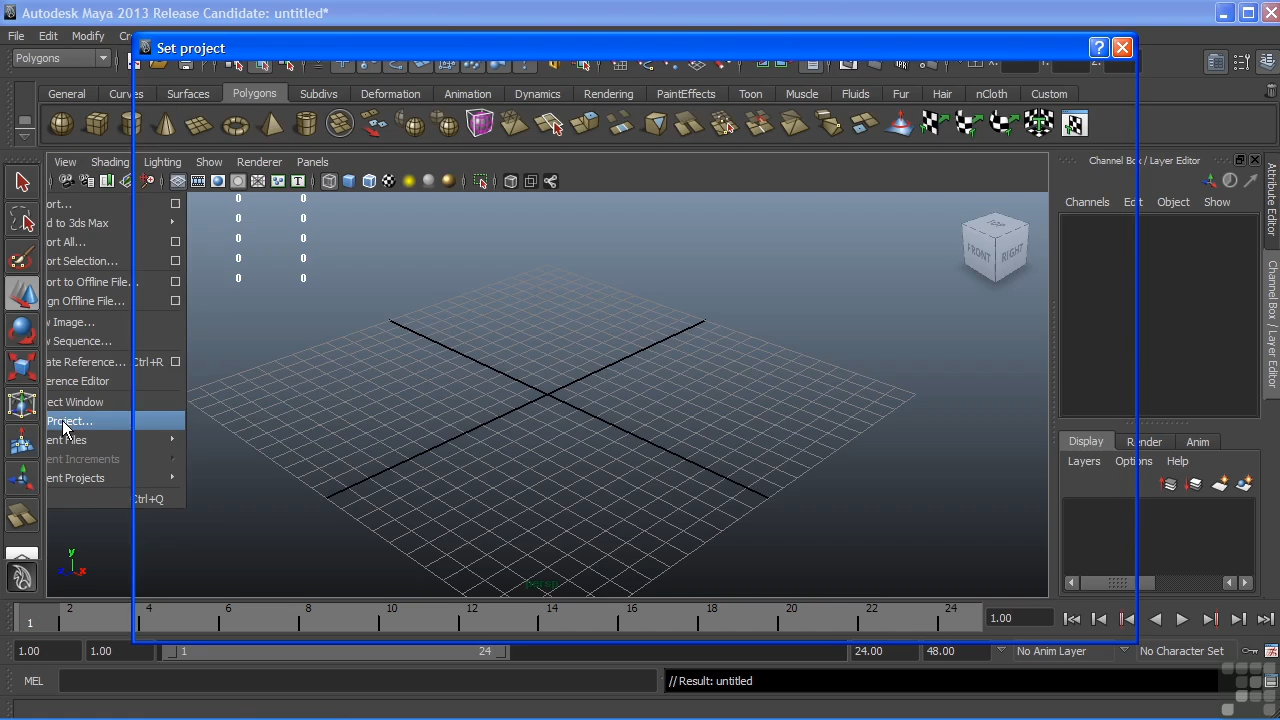 Autodesk Maya 2013 Release Candidate: untitled*
File Edit Modify
Set project
Polygons
General Curves Surfaces Polygons Subdivs Deformation Animation Dynamics Rendering PaintEffects Toon Muscle Fluids Fur Hair nCloth Custom
View Shading Lighting Show Renderer Panels
Channel Box / Layer Editor
Channels Edit Object Show
ort...
d to 3ds Max
ort All...
ort Selection...
ort to Offline File...
ign Offline File...
Image...
Sequence...
ate Reference... Ctrl+R
erence Editor
ect Window
Project...
ent Files
ent Increments
ent Projects
Ctrl+Q
0 0
0 0
0 0
0 0
0 0
TOP
FRONT RIGHT
Attribute Editor
Channel Box / Layer Editor
Display Render Anim
Layers Options Help
y
x
persp
2 4 6 8 10 12 14 16 18 20 22 24
1
1.00
1.00 1.00 1 24 24.00 48.00 No Anim Layer No Character Set
MEL
// Result: untitled